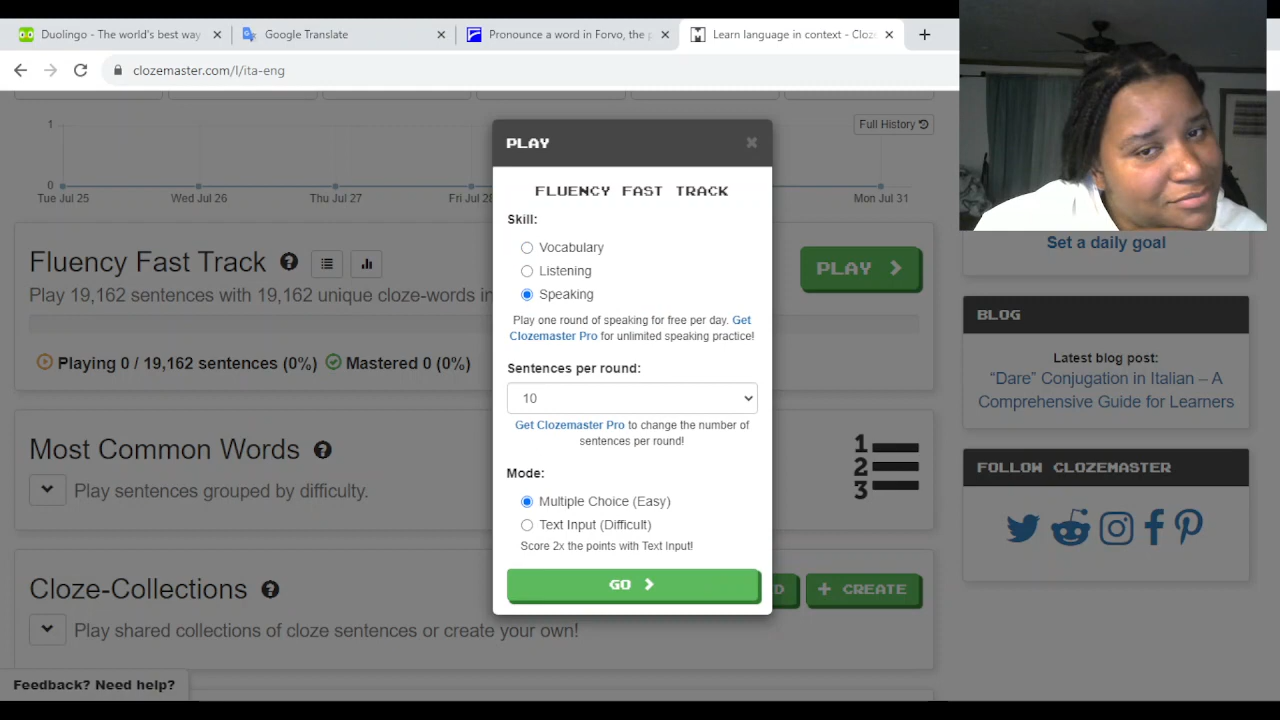 Duolingo - The world's best way
Google Translate
Pronounce a word in Forvo, the p
Learn language in context - Cloz
clozemaster.com/l/ita-eng
1
0
Full History
Tue Jul 25
Wed Jul 26
Thu Jul 27
Fri Jul 28
Mon Jul 31
Fluency Fast Track
Play 19,162 sentences with 19,162 unique cloze-words in
PLAY
Playing 0 / 19,162 sentences (0%)
Mastered 0 (0%)
Most Common Words
Play sentences grouped by difficulty.
1
2
3
Cloze-Collections
D
CREATE
Play shared collections of cloze sentences or create your own!
Feedback? Need help?
PLAY
FLUENCY FAST TRACK
Skill:
Vocabulary
Listening
Speaking
Play one round of speaking for free per day. Get
Clozemaster Pro for unlimited speaking practice!
Sentences per round:
10
Get Clozemaster Pro to change the number of
sentences per round!
Mode:
Multiple Choice (Easy)
Text Input (Difficult)
Score 2x the points with Text Input!
GO
Set a daily goal
BLOG
Latest blog post:
“Dare” Conjugation in Italian – A
Comprehensive Guide for Learners
FOLLOW CLOZEMASTER